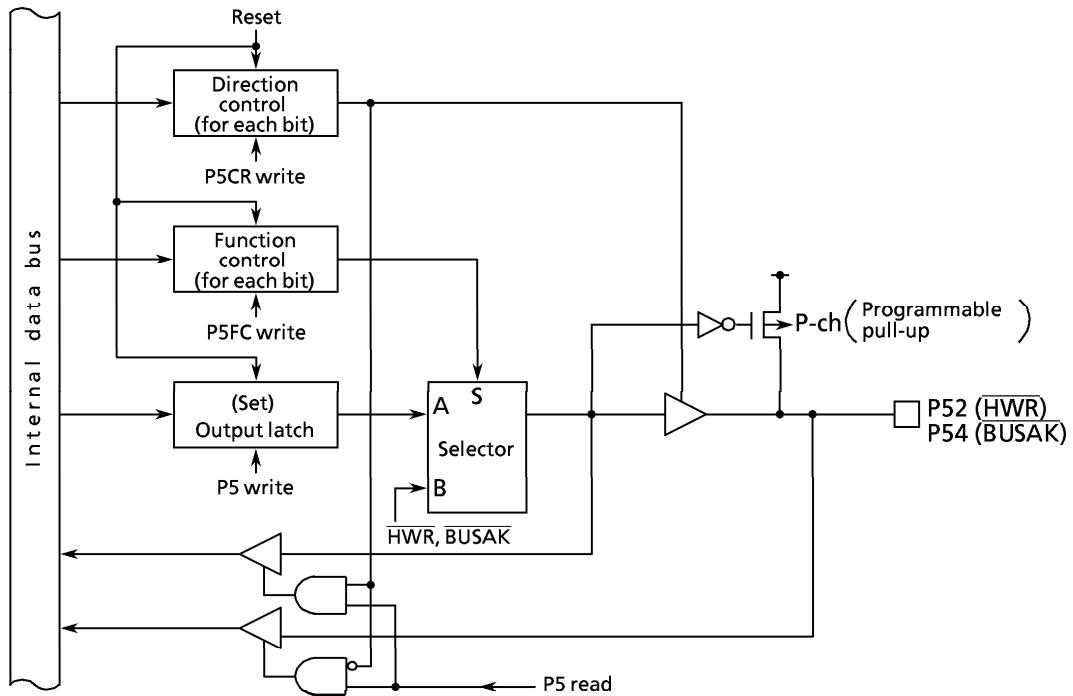 Reset
Direction
control
(for each bit)
P5CR write
Function
control
(for each bit)
P5FC write
(Set)
Output latch
P5 write
Internal data bus
A
S
Selector
B
HWR, BUSAK
P-ch (Programmable
pull-up)
P52 (HWR)
P54 (BUSAK)
P5 read